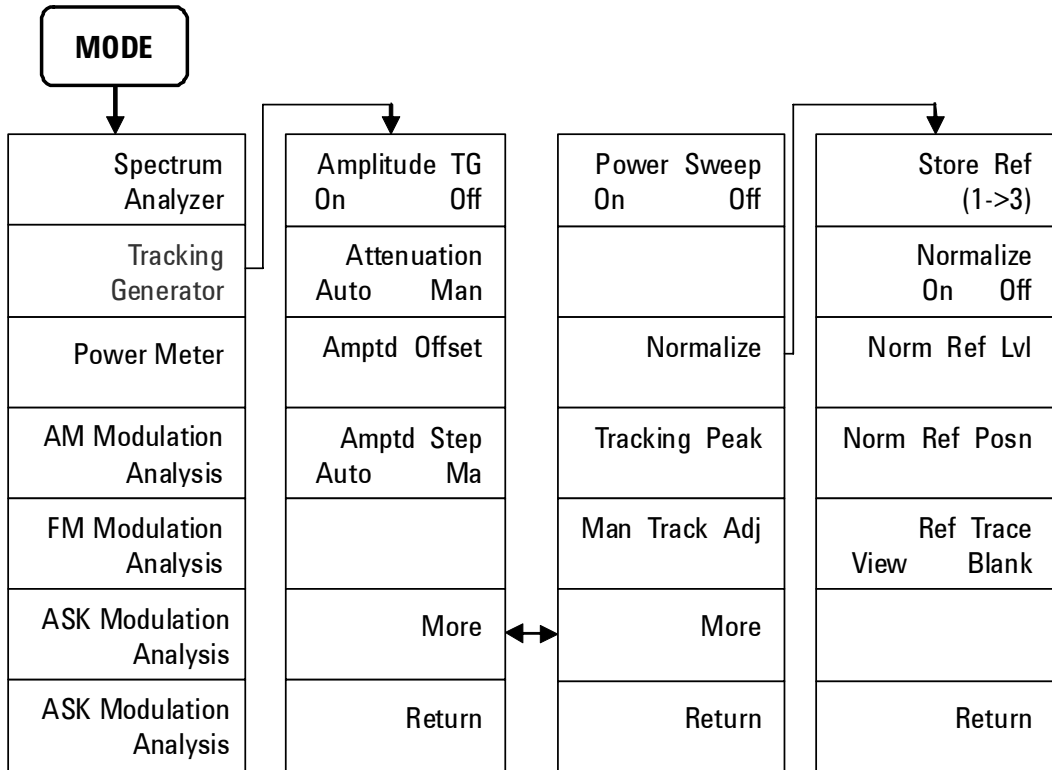 MODE
Spectrum
Analyzer
Tracking
Generator
Power Meter
AM Modulation
Analysis
FM Modulation
Analysis
ASK Modulation
Analysis
ASK Modulation
Analysis
Amplitude TG
On Off
Attenuation
Auto Man
Amptd Offset
Amptd Step
Auto Ma
More
Return
Power Sweep
On Off
Normalize
Tracking Peak
Man Track Adj
More
Return
Store Ref
(1->3)
Normalize
On Off
Norm Ref Lvl
Norm Ref Posn
Ref Trace
View Blank
Return